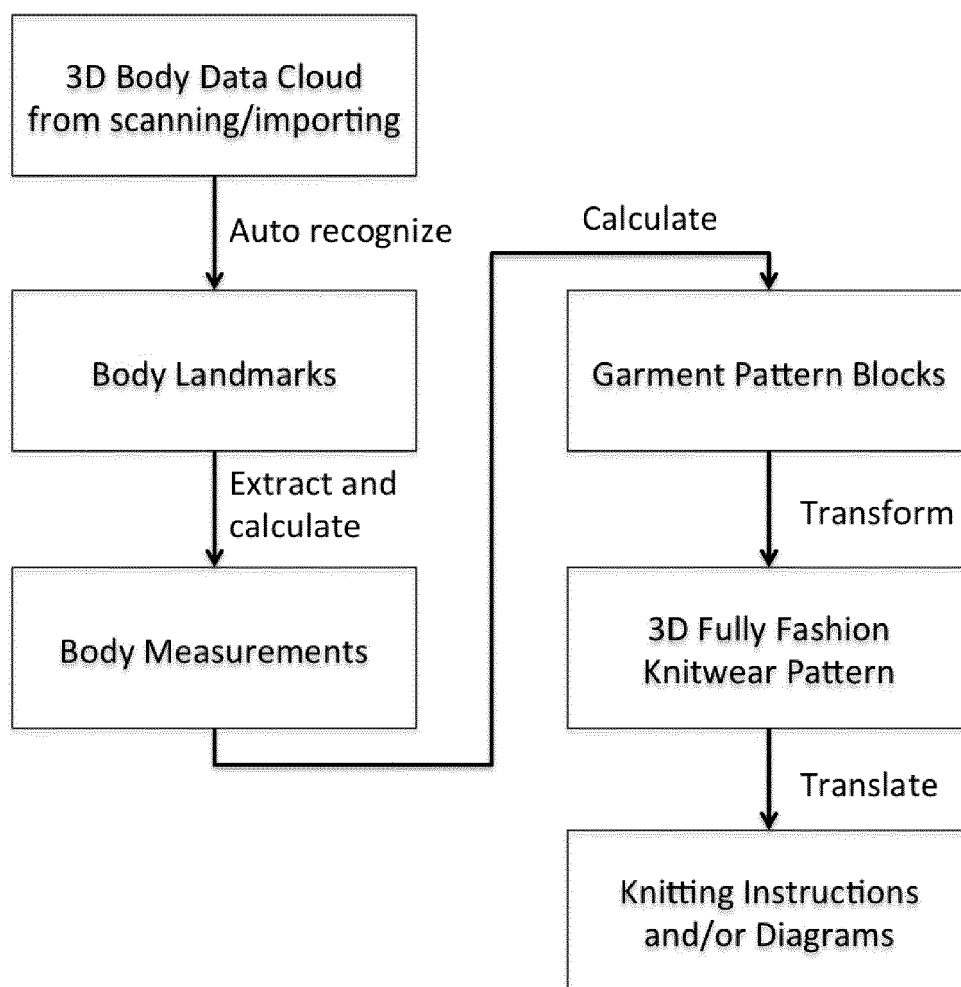 3D Body Data Cloud
from scanning/importing
Auto recognize
Body Landmarks
Extract and
calculate
Body Measurements
Calculate
Garment Pattern Blocks
Transform
3D Fully Fashion
Knitwear Pattern
Translate
Knitting Instructions
and/or Diagrams